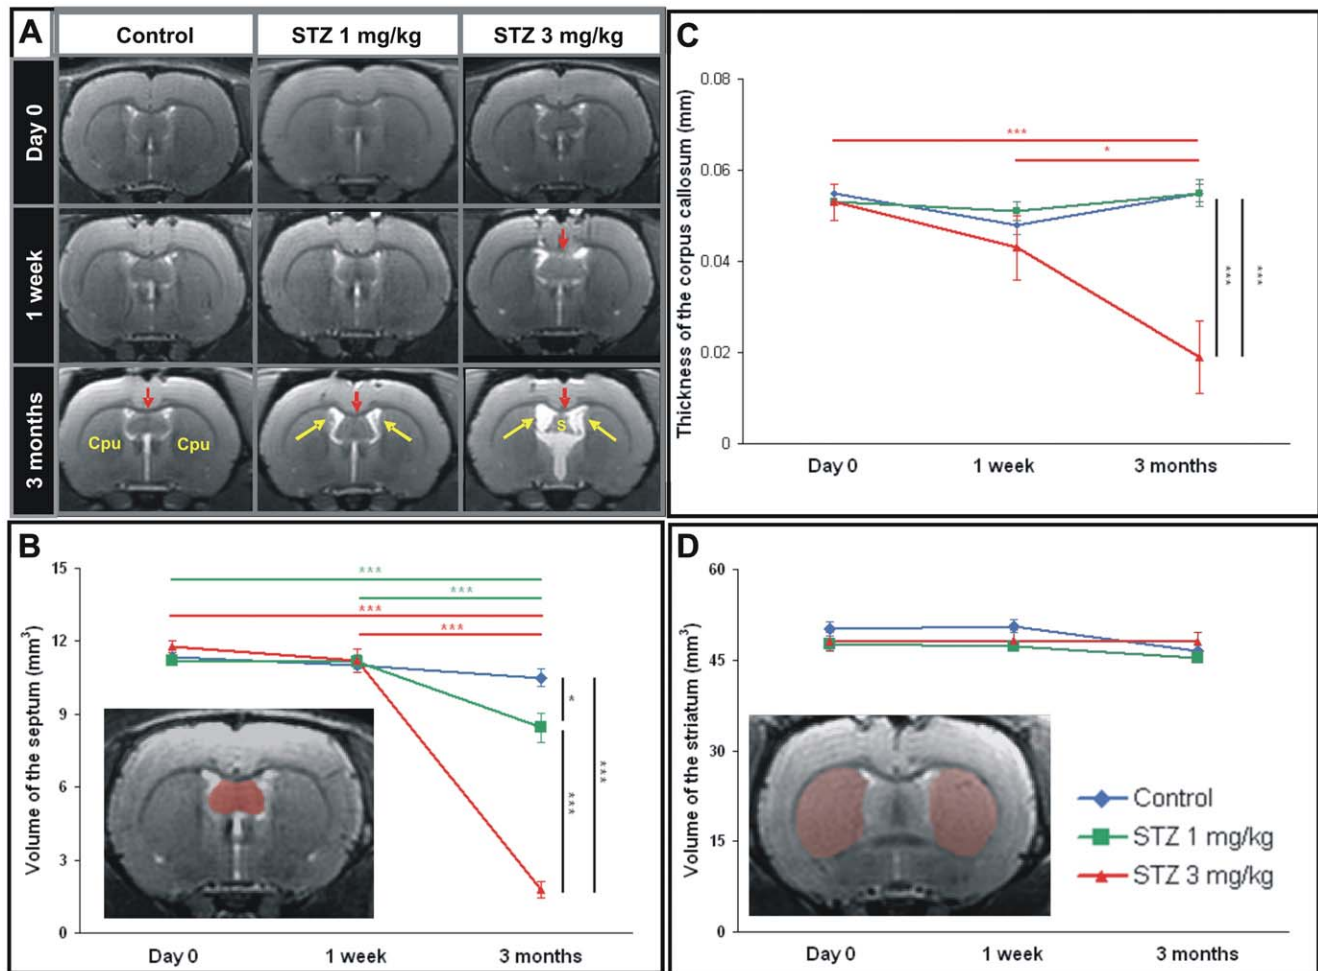 A
Control
STZ 1 mg/kg
STZ 3 mg/kg
Day 0
1 week
3 months
Cpu
Cpu
S
B
Volume of the septum (mm³)
15
12
9
6
3
0
***
***
***
***
*
***
***
Day 0
1 week
3 months
C
Thickness of the corpus callosum (mm)
0.08
0.06
0.04
0.02
0
***
*
***
***
Day 0
1 week
3 months
D
Volume of the striatum (mm³)
60
45
30
15
0
Control
STZ 1 mg/kg
STZ 3 mg/kg
Day 0
1 week
3 months